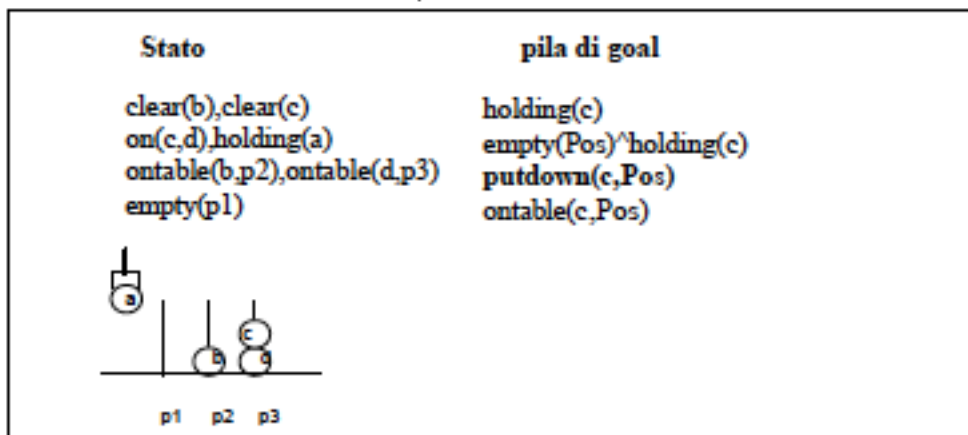 Stato
pila di goal
clear(b),clear(c)
on(c,d),holding(a)
ontable(b,p2),ontable(d,p3)
empty(p1)
holding(c)
empty(Pos)^holding(c)
putdown(c,Pos)
ontable(c,Pos)
a
c
b
d
p1 p2 p3